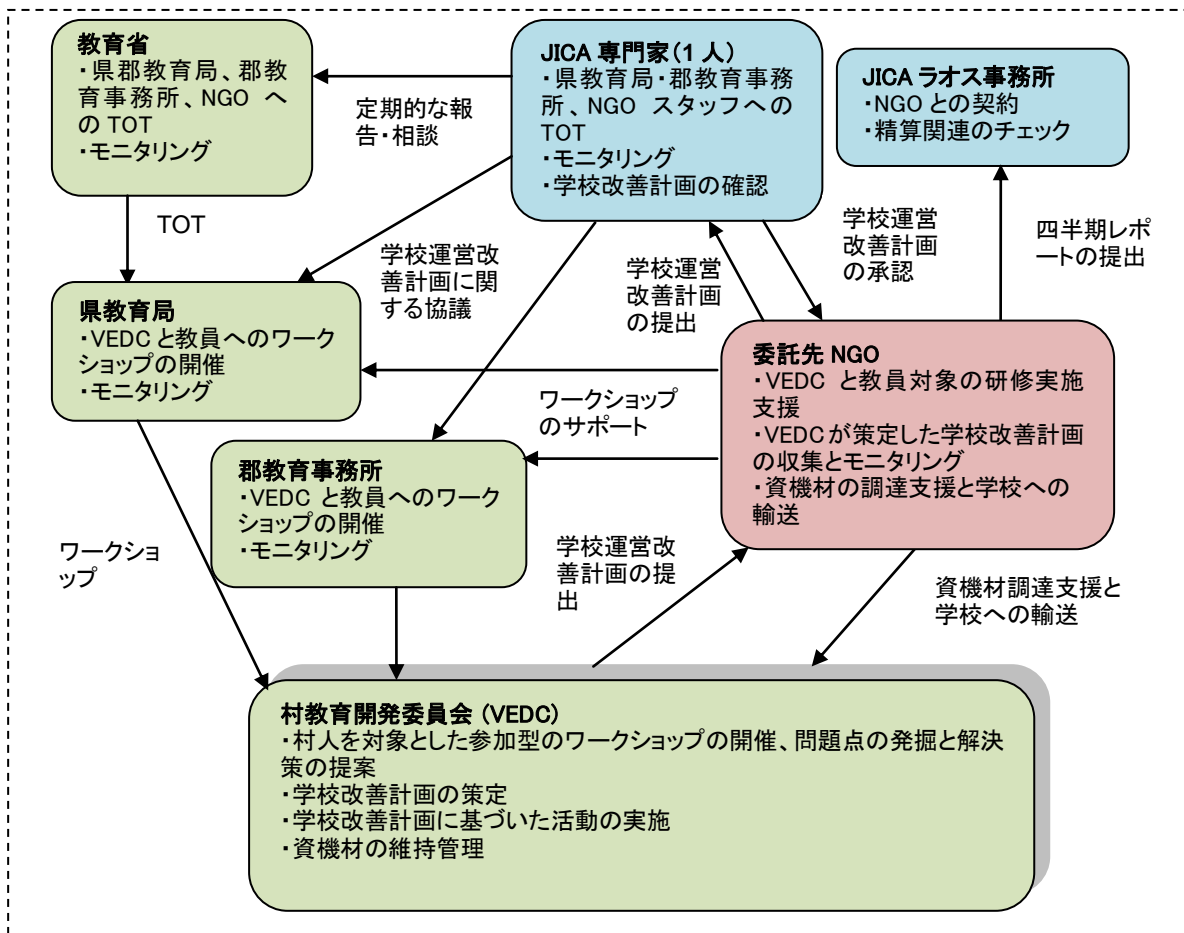 教育省
・県郡教育局、郡教
育事務所、NGO へ
の TOT
・モニタリング
定期的な報
告・相談
JICA 専門家(1 人)
・県教育局・郡教育事務
所、NGO スタッフへの
TOT
・モニタリング
・学校改善計画の確認
JICA ラオス事務所
・NGO との契約
・精算関連のチェック
TOT
学校運営改
善計画に関
する協議
学校運営
改善計画
の提出
学校運営
改善計画
の承認
四半期レポ
ートの提出
県教育局
・VEDC と教員へのワーク
ショップの開催
・モニタリング
委託先 NGO
・VEDC と教員対象の研修実施
支援
・VEDC が策定した学校改善計画
の収集とモニタリング
・資機材の調達支援と学校への
輸送
ワークショップ
のサポート
郡教育事務所
・VEDC と教員へのワーク
ショップの開催
・モニタリング
ワークショ
ップ
学校運営改
善計画の提
出
資機材調達支援と
学校への輸送
村教育開発委員会 (VEDC)
・村人を対象とした参加型のワークショップの開催、問題点の発掘と解決
策の提案
・学校改善計画の策定
・学校改善計画に基づいた活動の実施
・資機材の維持管理